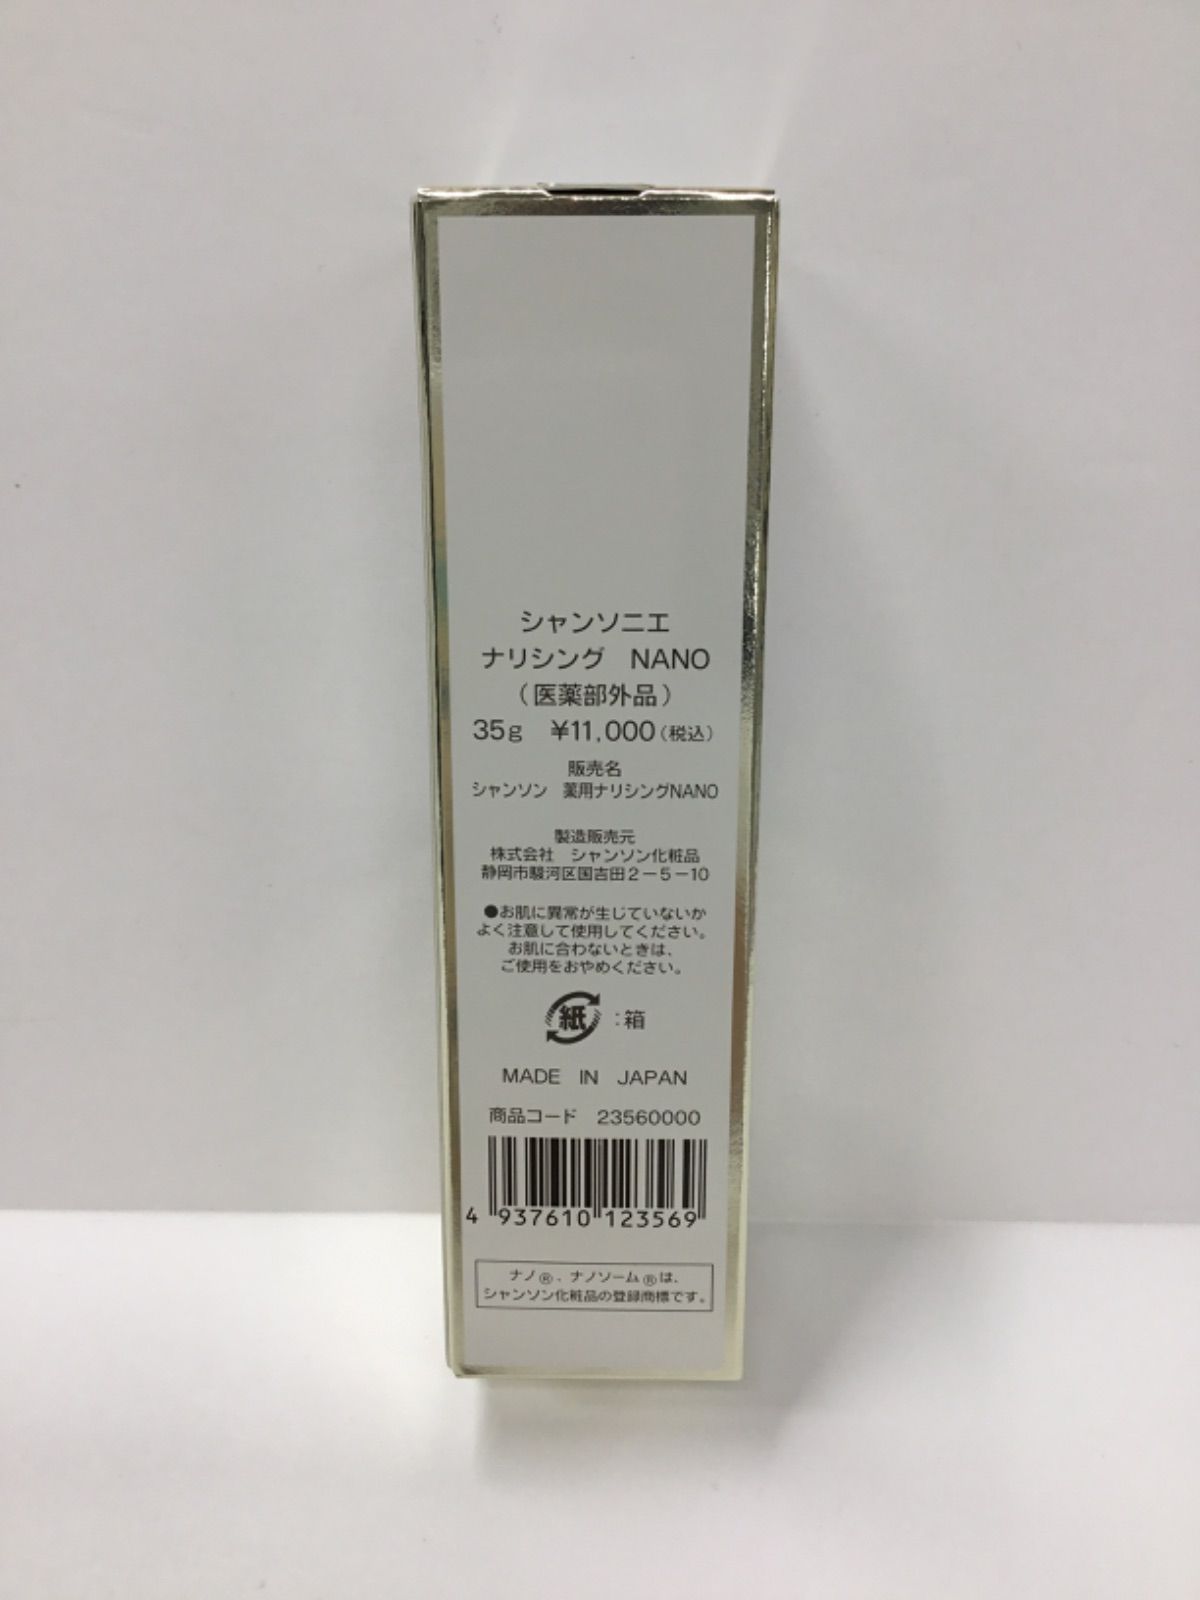 シャンソニエ
ナリシング NANO
（医薬部外品）
35g ¥11,000（税込）
販売名
シャンソン 薬用ナリシングNANO
製造販売元
株式会社 シャンソン化粧品
静岡市駿河区国吉田2－5－10
●お肌に異常が生じていないか
よく注意して使用してください。
お肌に合わないときは、
ご使用をおやめください。
紙：箱
MADE IN JAPAN
商品コード 23560000
4 937610 123569
ナノ®、ナノソーム®は、
シャンソン化粧品の登録商標です。